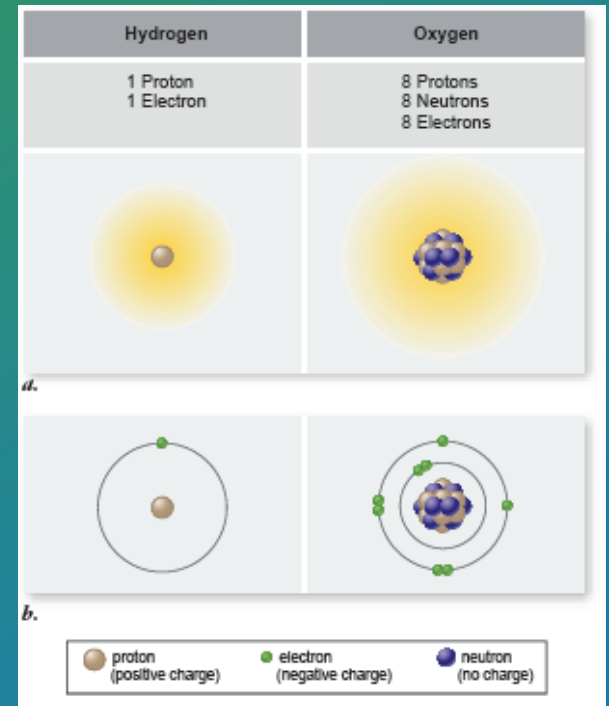 Hydrogen
Oxygen
1 Proton
1 Electron
8 Protons
8 Neutrons
8 Electrons
a.
b.
proton
(positive charge)
electron
(negative charge)
neutron
(no charge)